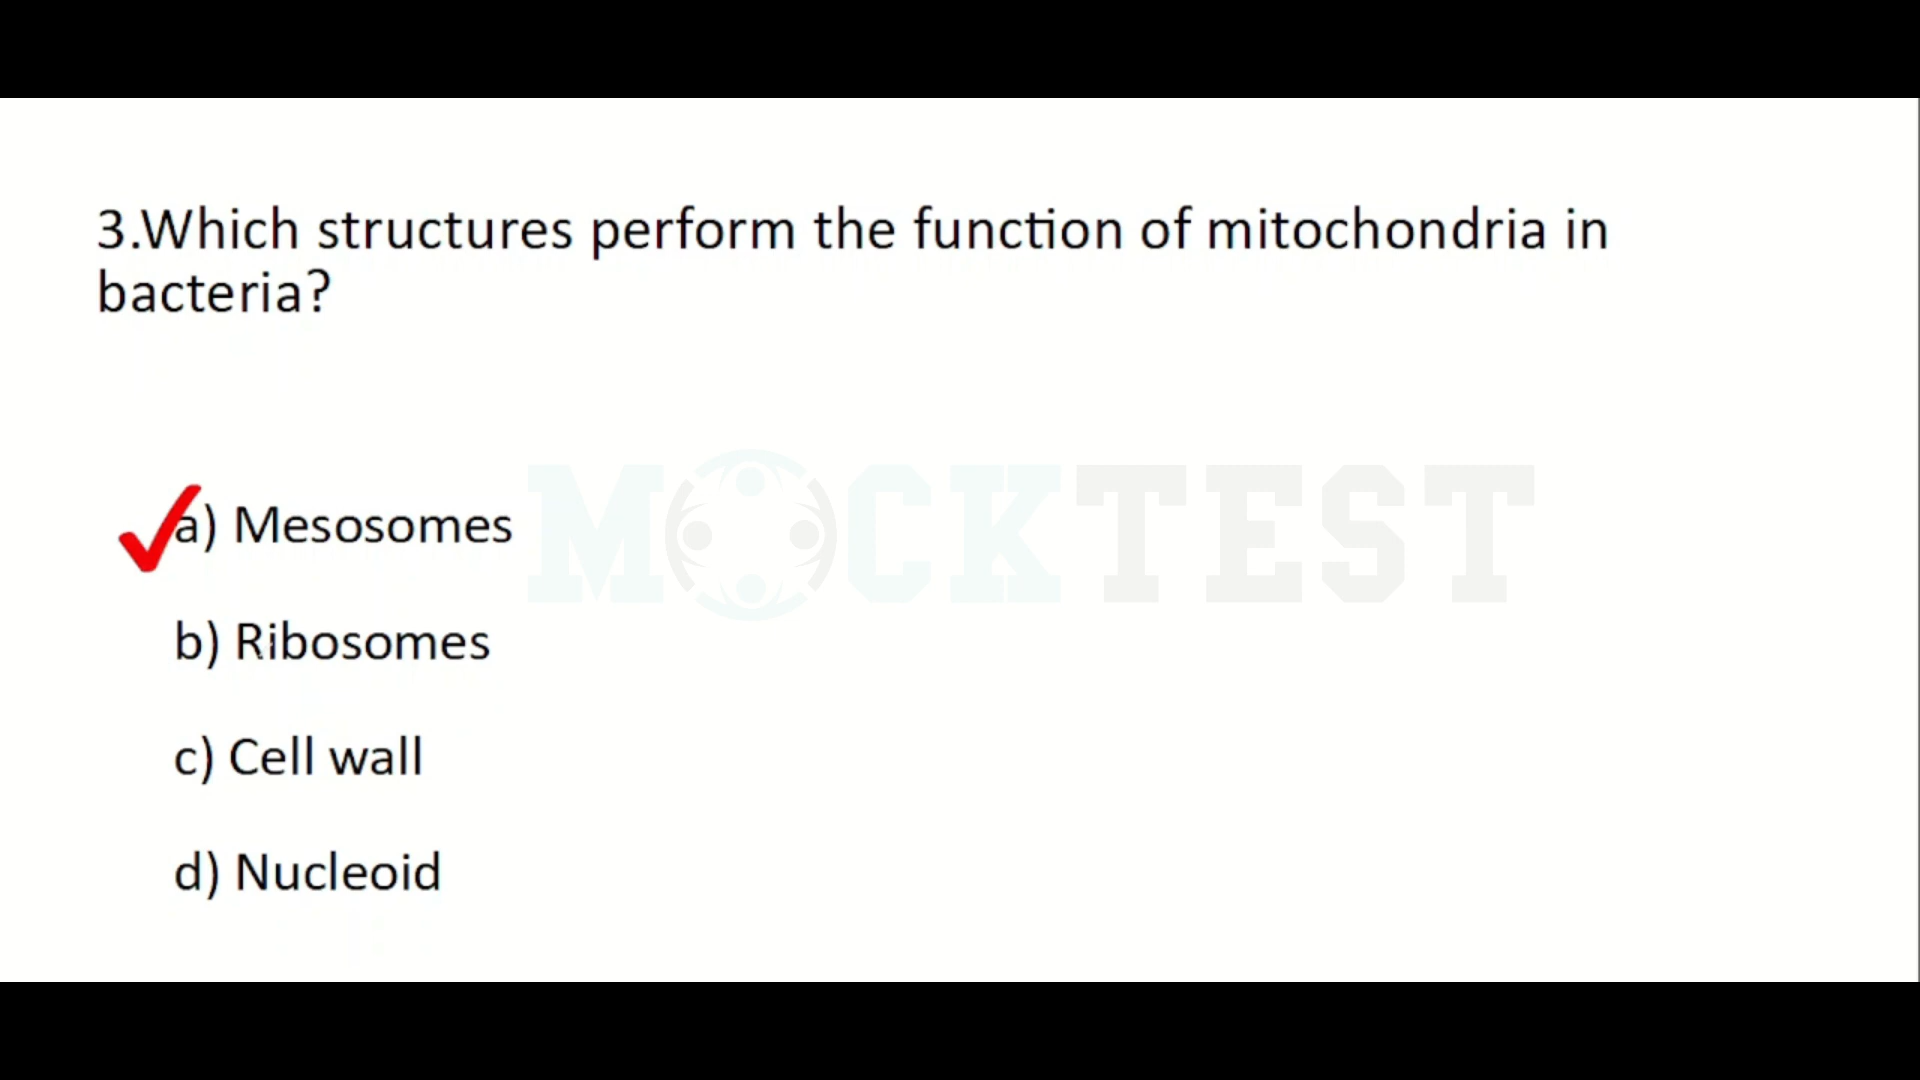 3.Which structures perform the function of mitochondria in
bacteria?
a) Mesosomes
MOCKTEST
b) Ribosomes
c) Cell wall
d) Nucleoid